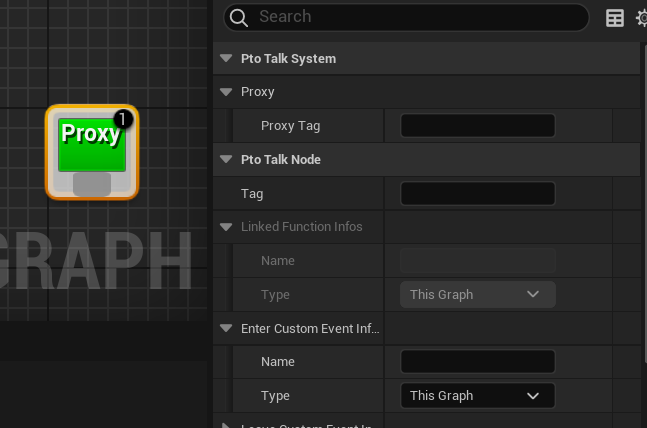 Search
Pto Talk System
Proxy
Proxy Tag
Pto Talk Node
Tag
Linked Function Infos
Name
Type This Graph
Enter Custom Event Inf...
Name
Type This Graph
Proxy
1
GRAPH